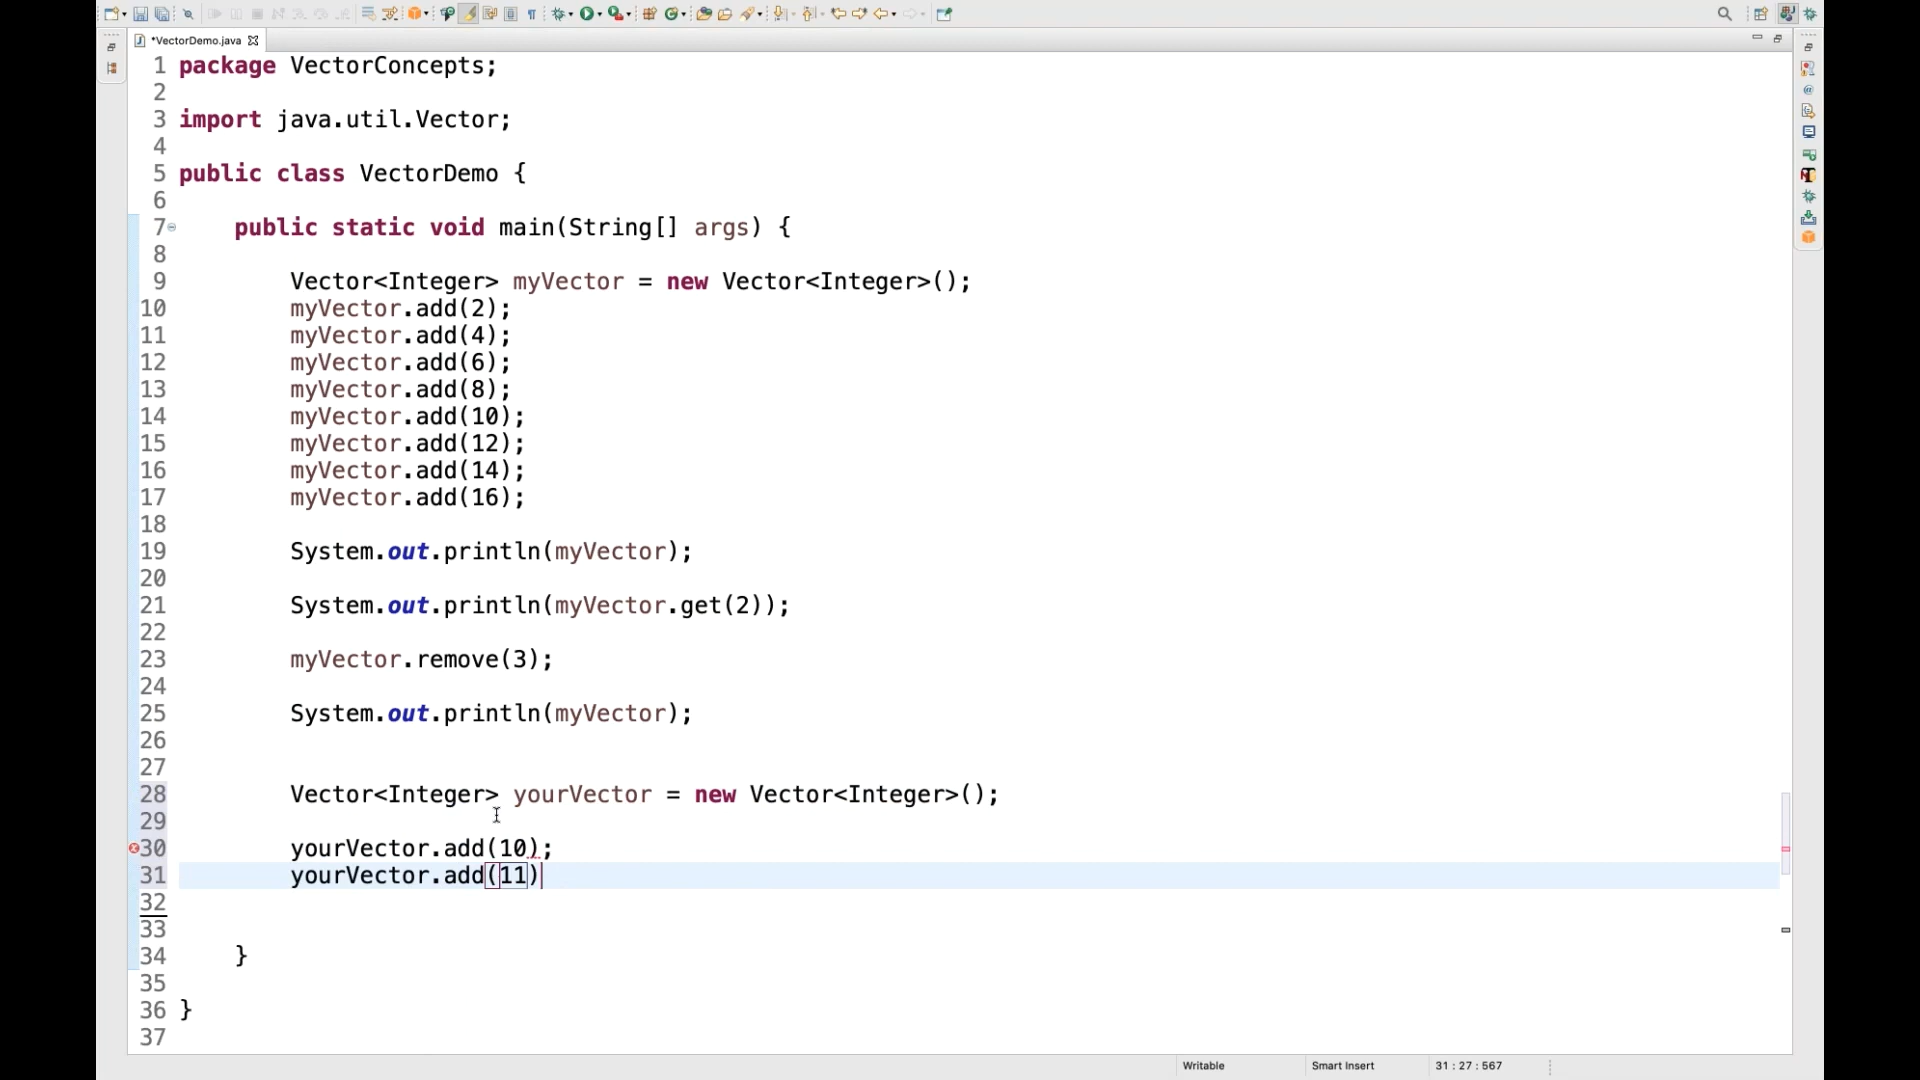 *VectorDemo.java
1 package VectorConcepts;
2
3 import java.util.Vector;
4
5 public class VectorDemo {
6
7 public static void main(String[] args) {
8
9 Vector<Integer> myVector = new Vector<Integer>();
10 myVector.add(2);
11 myVector.add(4);
12 myVector.add(6);
13 myVector.add(8);
14 myVector.add(10);
15 myVector.add(12);
16 myVector.add(14);
17 myVector.add(16);
18
19 System.out.println(myVector);
20
21 System.out.println(myVector.get(2));
22
23 myVector.remove(3);
24
25 System.out.println(myVector);
26
27
28 Vector<Integer> yourVector = new Vector<Integer>();
29
30 yourVector.add(10);
31 yourVector.add(11)
32
33
34 }
35
36 }
37
Writable Smart Insert 31 : 27 : 567